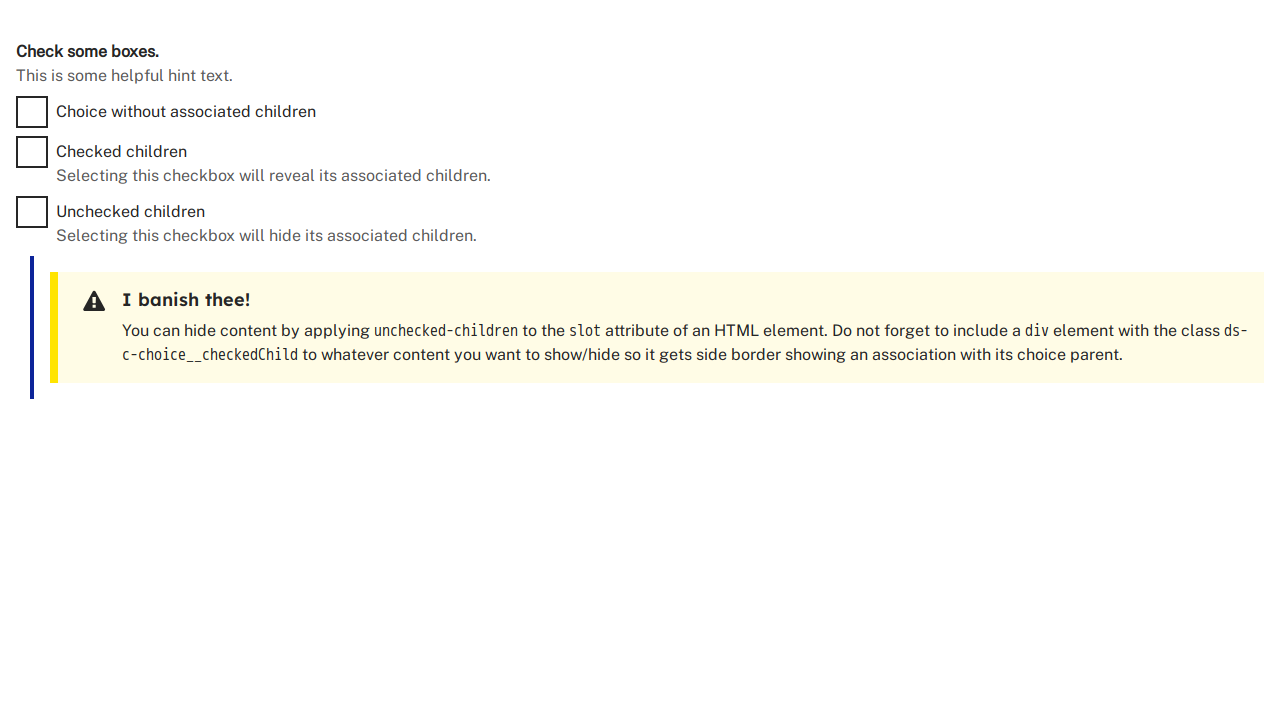 Check some boxes.
This is some helpful hint text.
Choice without associated children
Checked children
Selecting this checkbox will reveal its associated children.
Unchecked children
Selecting this checkbox will hide its associated children.
I banish thee!
You can hide content by applying unchecked-children to the slot attribute of an HTML element. Do not forget to include a div element with the class ds-
c-choice__checkedChild to whatever content you want to show/hide so it gets side border showing an association with its choice parent.